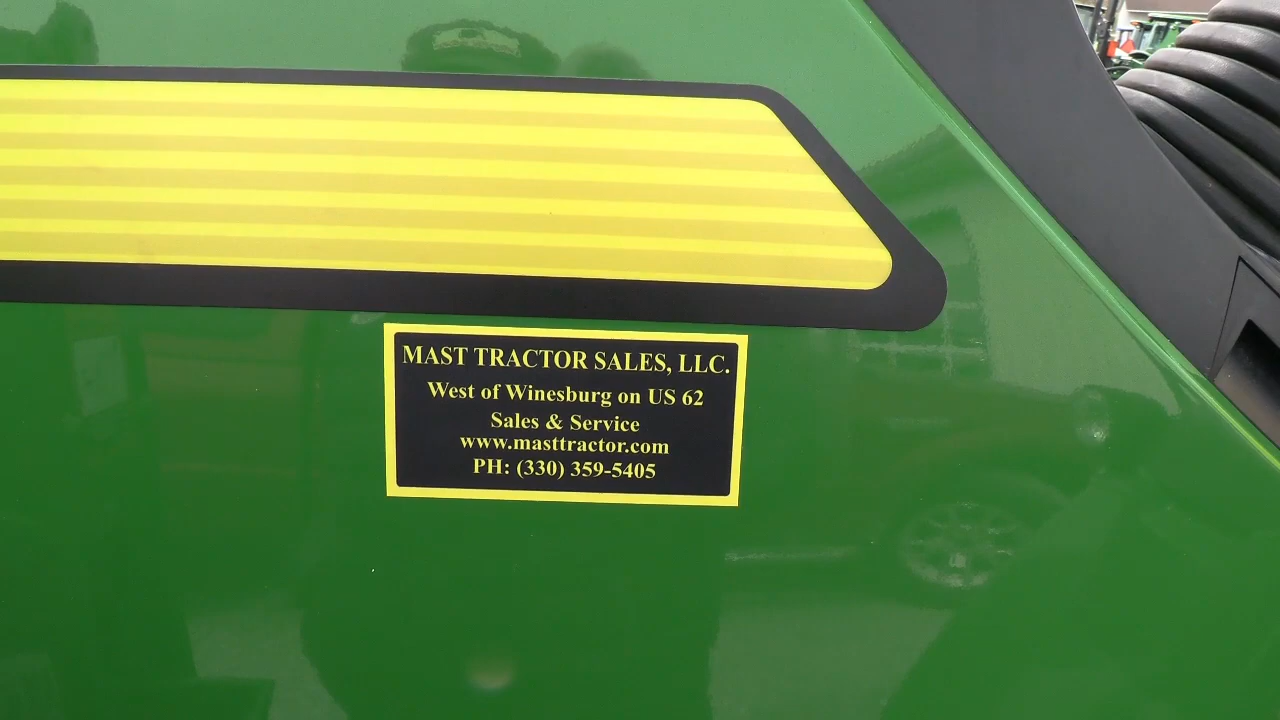 MAST TRACTOR SALES, LLC.
West of Winesburg on US 62
Sales & Service
www.masttractor.com
PH: (330) 359-5405